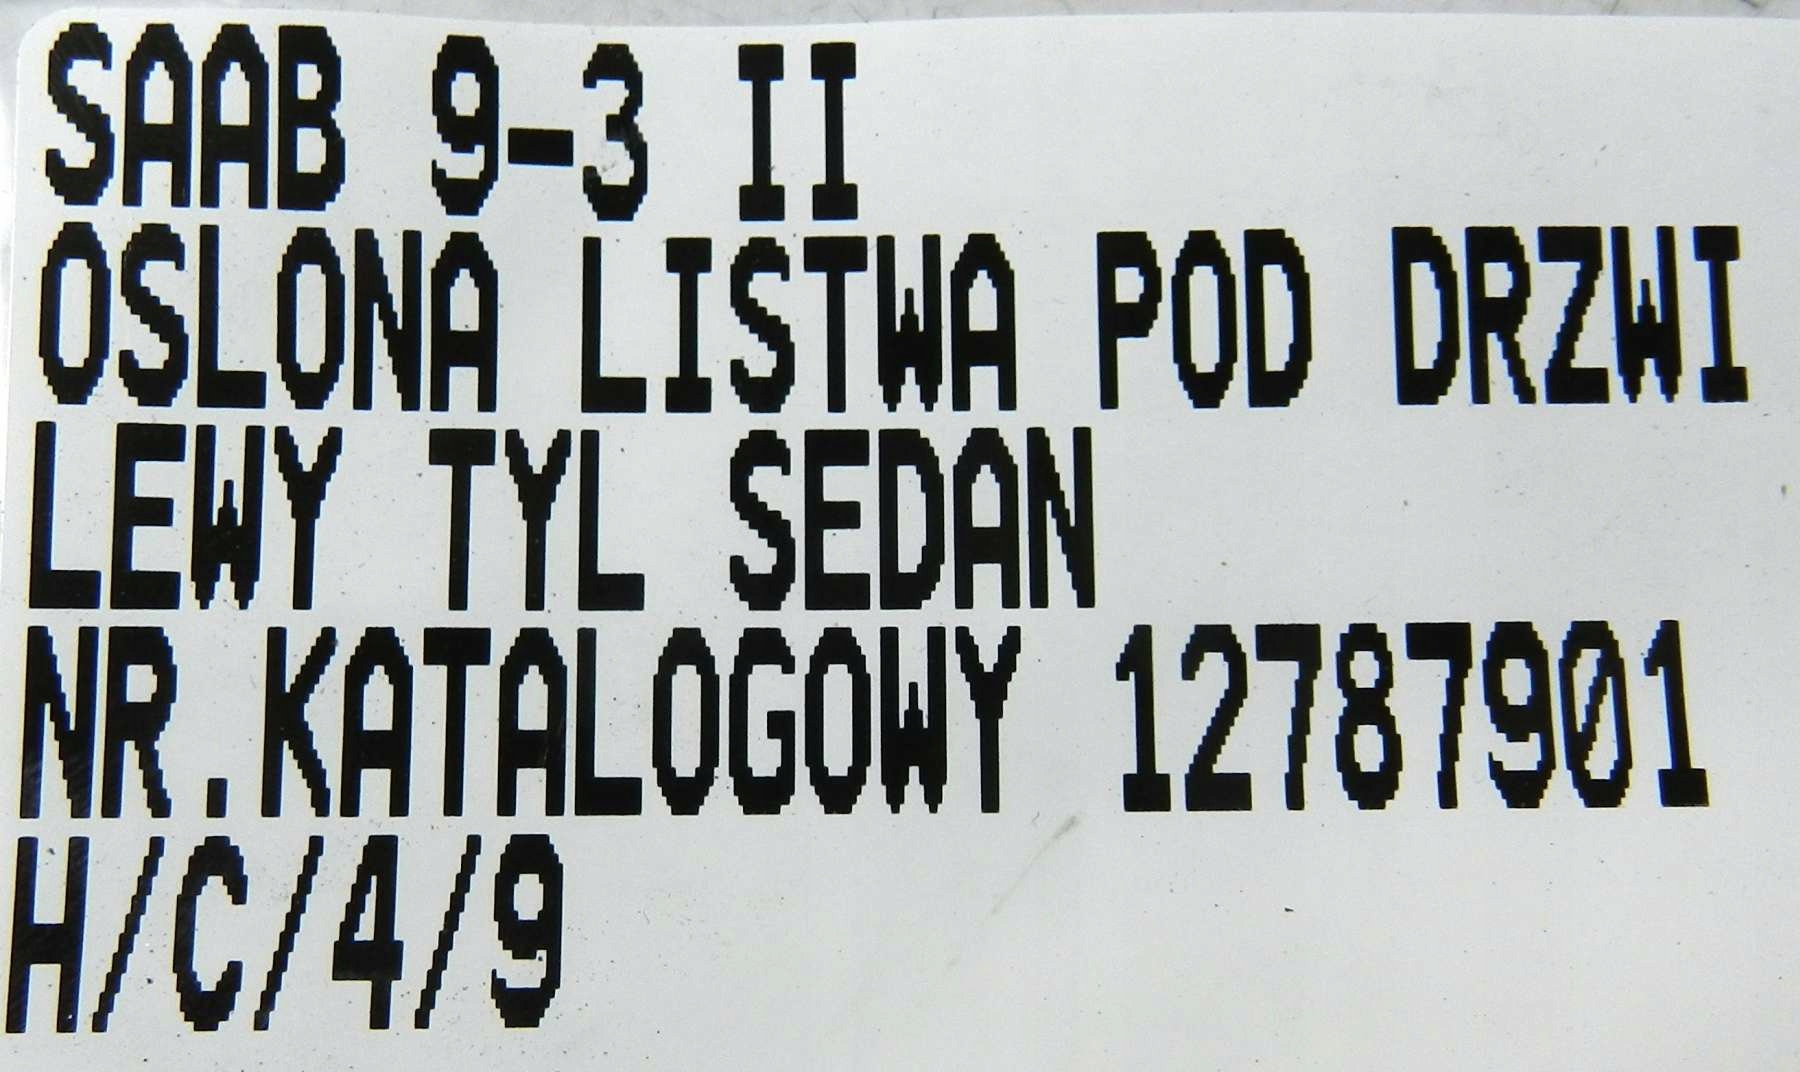 SAAB 9-3 II
OSLONA LISTWA POD DRZWI
LEWY TYL SEDAN
NR.KATALOGOWY 12787901
H/C/4/9